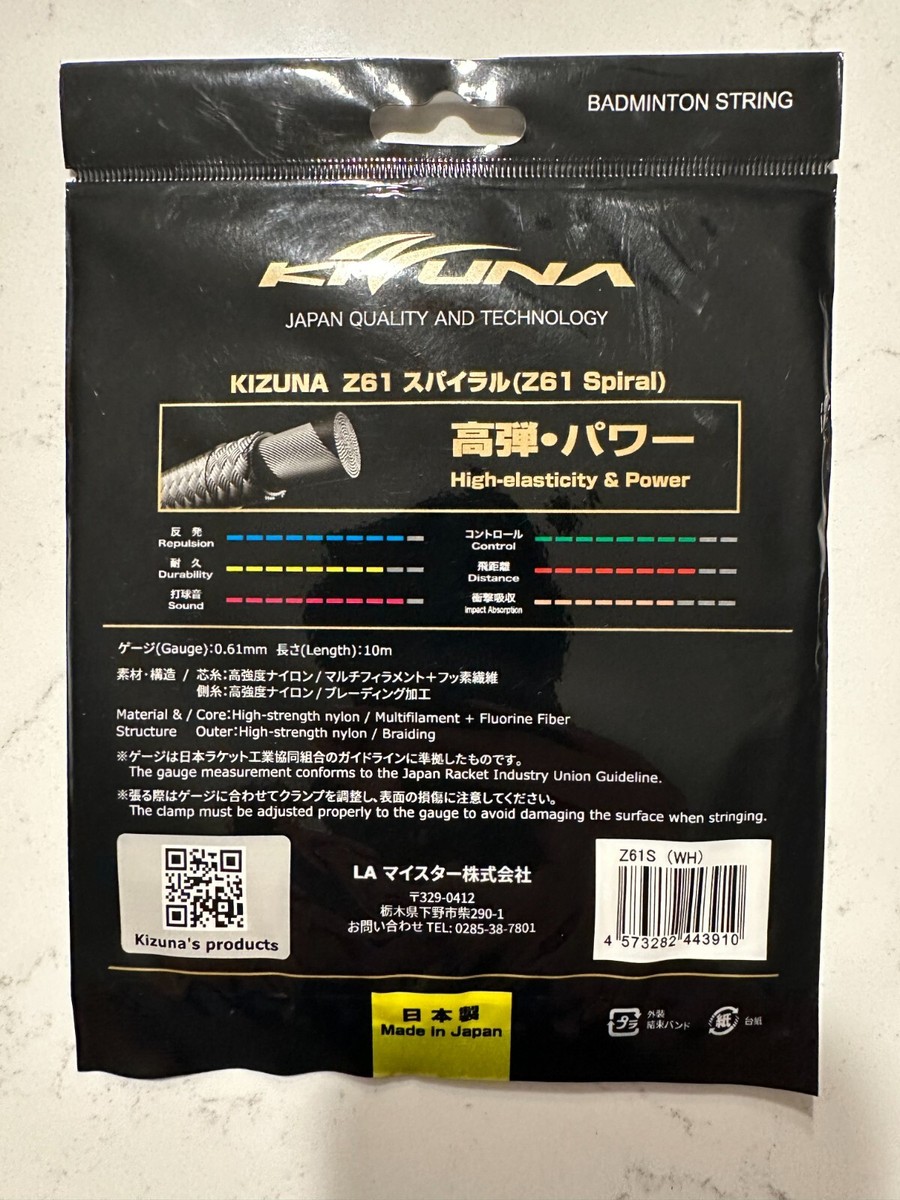 BADMINTON STRING
KIZUNA
JAPAN QUALITY AND TECHNOLOGY
KIZUNA Z61 スパイラル(Z61 Spiral)
高弾・パワー
High-elasticity & Power
反発
Repulsion
コントロール
Control
耐久
Durability
飛距離
Distance
打球音
Sound
衝撃吸収
Impact Absorption
ゲージ(Gauge):0.61mm 長さ(Length):10m
素材・構造 / 芯糸:高強度ナイロン/マルチフィラメント+フッ素繊維
側糸:高強度ナイロン/ブレーディング加工
Material & / Core:High-strength nylon / Multifilament + Fluorine Fiber
Structure Outer:High-strength nylon / Braiding
※ゲージは日本ラケット工業協同組合のガイドラインに準拠したものです。
The gauge measurement conforms to the Japan Racket Industry Union Guideline.
※張る際はゲージに合わせてクランプを調整し、表面の損傷に注意してください。
The clamp must be adjusted properly to the gauge to avoid damaging the surface when stringing.
Kizuna's products
LA マイスター株式会社
〒329-0412
栃木県下野市柴290-1
お問い合わせ TEL: 0285-38-7801
Z61S (WH)
4 573282 443910
日本製
Made in Japan
プラ
外装
結束バンド
紙
台紙